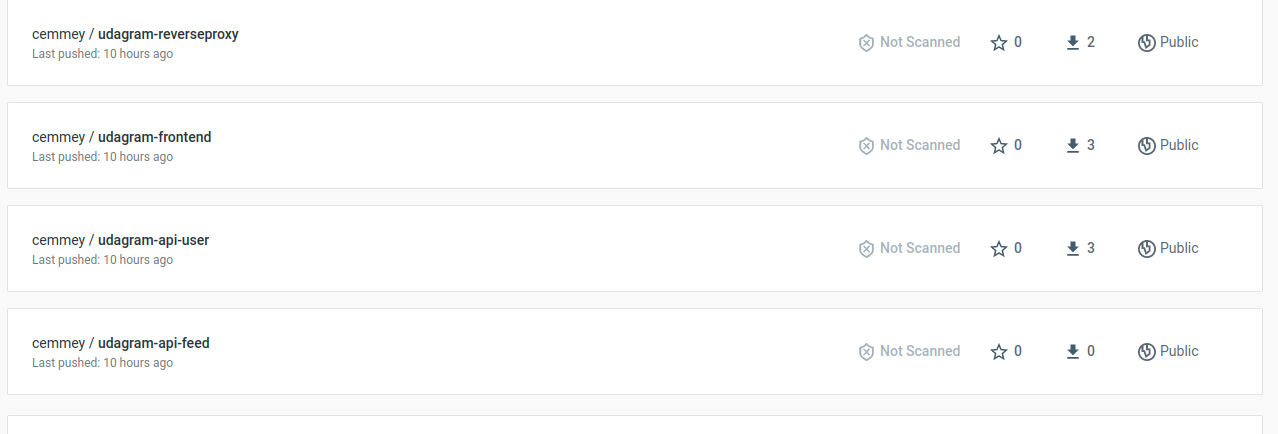 cemmey / udagram-reverseproxy
Last pushed: 10 hours ago
Not Scanned 0 2 Public
cemmey / udagram-frontend
Last pushed: 10 hours ago
Not Scanned 0 3 Public
cemmey / udagram-api-user
Last pushed: 10 hours ago
Not Scanned 0 3 Public
cemmey / udagram-api-feed
Last pushed: 10 hours ago
Not Scanned 0 0 Public